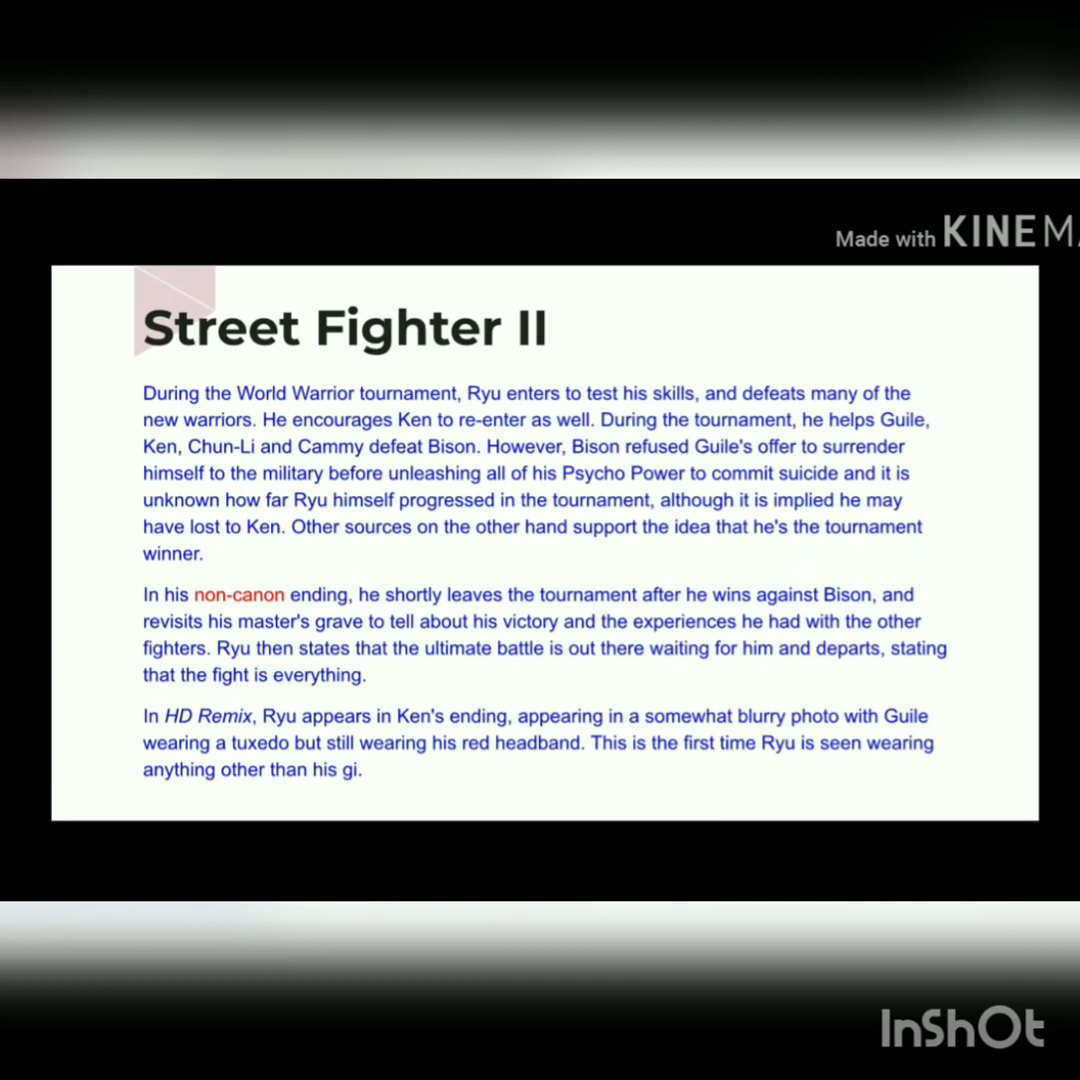 Made with KINEMA
Street Fighter II
During the World Warrior tournament, Ryu enters to test his skills, and defeats many of the
new warriors. He encourages Ken to re-enter as well. During the tournament, he helps Guile,
Ken, Chun-Li and Cammy defeat Bison. However, Bison refused Guile's offer to surrender
himself to the military before unleashing all of his Psycho Power to commit suicide and it is
unknown how far Ryu himself progressed in the tournament, although it is implied he may
have lost to Ken. Other sources on the other hand support the idea that he's the tournament
winner.
In his non-canon ending, he shortly leaves the tournament after he wins against Bison, and
revisits his master's grave to tell about his victory and the experiences he had with the other
fighters. Ryu then states that the ultimate battle is out there waiting for him and departs, stating
that the fight is everything.
In HD Remix, Ryu appears in Ken's ending, appearing in a somewhat blurry photo with Guile
wearing a tuxedo but still wearing his red headband. This is the first time Ryu is seen wearing
anything other than his gi.
InShOt